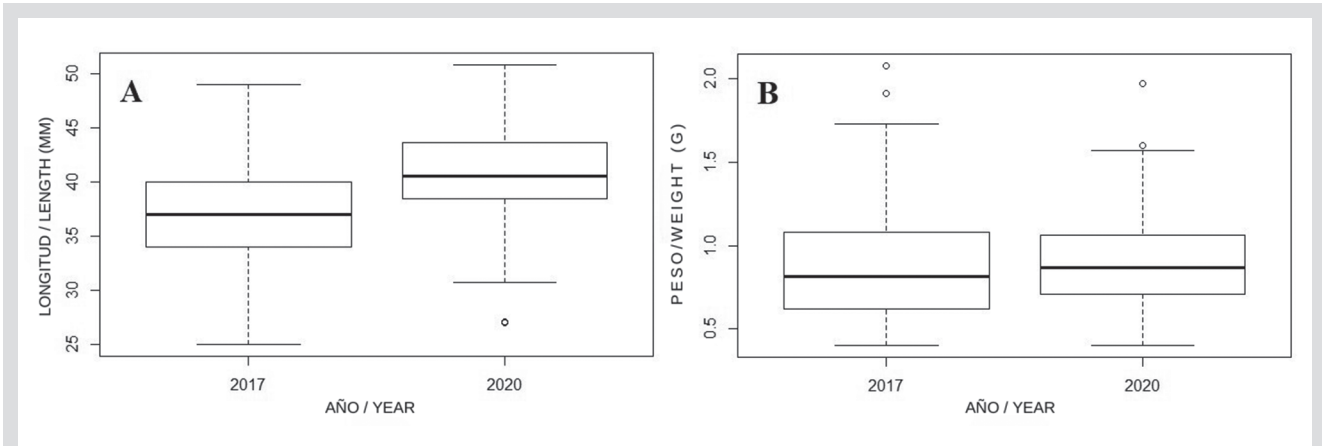 A
LONGITUD / LENGTH (MM)
50
45
40
35
30
25
2017
2020
AÑO / YEAR
B
PESO/WEIGHT (G)
2.0
1.5
1.0
0.5
2017
2020
AÑO / YEAR